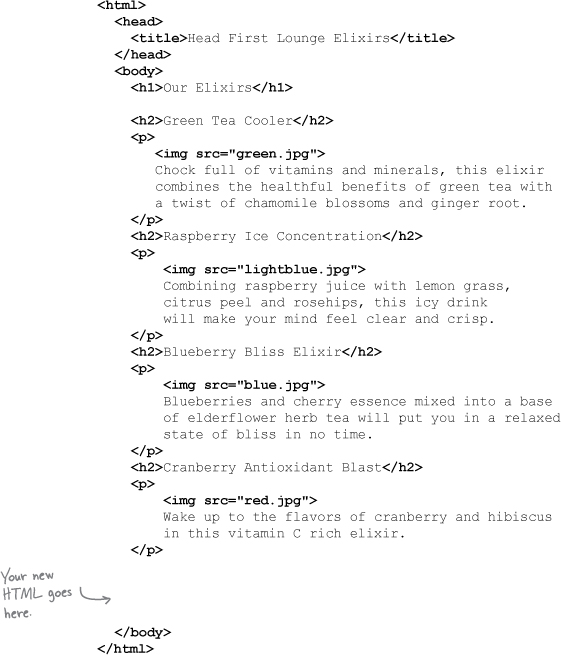 <html>
<head>
<title>Head First Lounge Elixirs</title>
</head>
<body>
<h1>Our Elixirs</h1>
<h2>Green Tea Cooler</h2>
<p>
<img src="green.jpg">
Chock full of vitamins and minerals, this elixir
combines the healthful benefits of green tea with
a twist of chamomile blossoms and ginger root.
</p>
<h2>Raspberry Ice Concentration</h2>
<p>
<img src="lightblue.jpg">
Combining raspberry juice with lemon grass,
citrus peel and rosehips, this icy drink
will make your mind feel clear and crisp.
</p>
<h2>Blueberry Bliss Elixir</h2>
<p>
<img src="blue.jpg">
Blueberries and cherry essence mixed into a base
of elderflower herb tea will put you in a relaxed
state of bliss in no time.
</p>
<h2>Cranberry Antioxidant Blast</h2>
<p>
<img src="red.jpg">
Wake up to the flavors of cranberry and hibiscus
in this vitamin C rich elixir.
</p>
Your new
HTML goes
here.
</body>
</html>